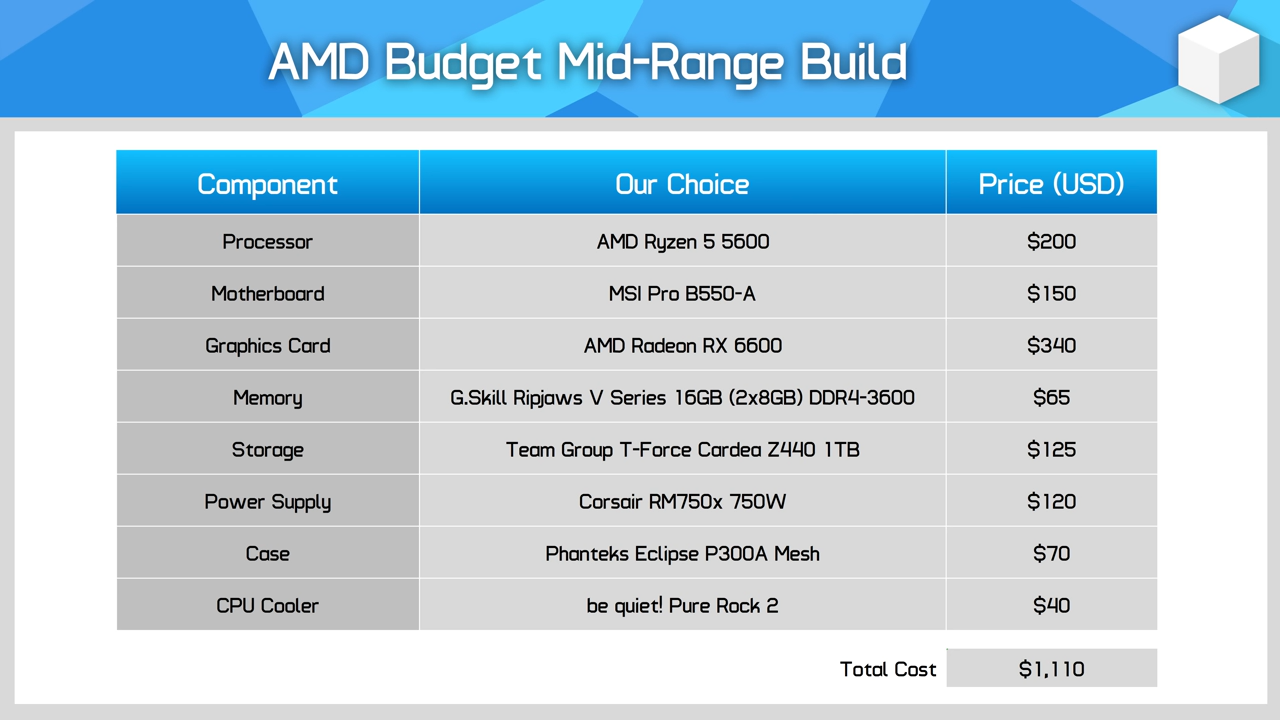 AMD Budget Mid-Range Build
Component Our Choice Price (USD)
Processor AMD Ryzen 5 5600 $200
Motherboard MSI Pro B550-A $150
Graphics Card AMD Radeon RX 6600 $340
Memory G.Skill Ripjaws V Series 16GB (2x8GB) DDR4-3600 $65
Storage Team Group T-Force Cardea Z440 1TB $125
Power Supply Corsair RM750x 750W $120
Case Phanteks Eclipse P300A Mesh $70
CPU Cooler be quiet! Pure Rock 2 $40
Total Cost $1,110